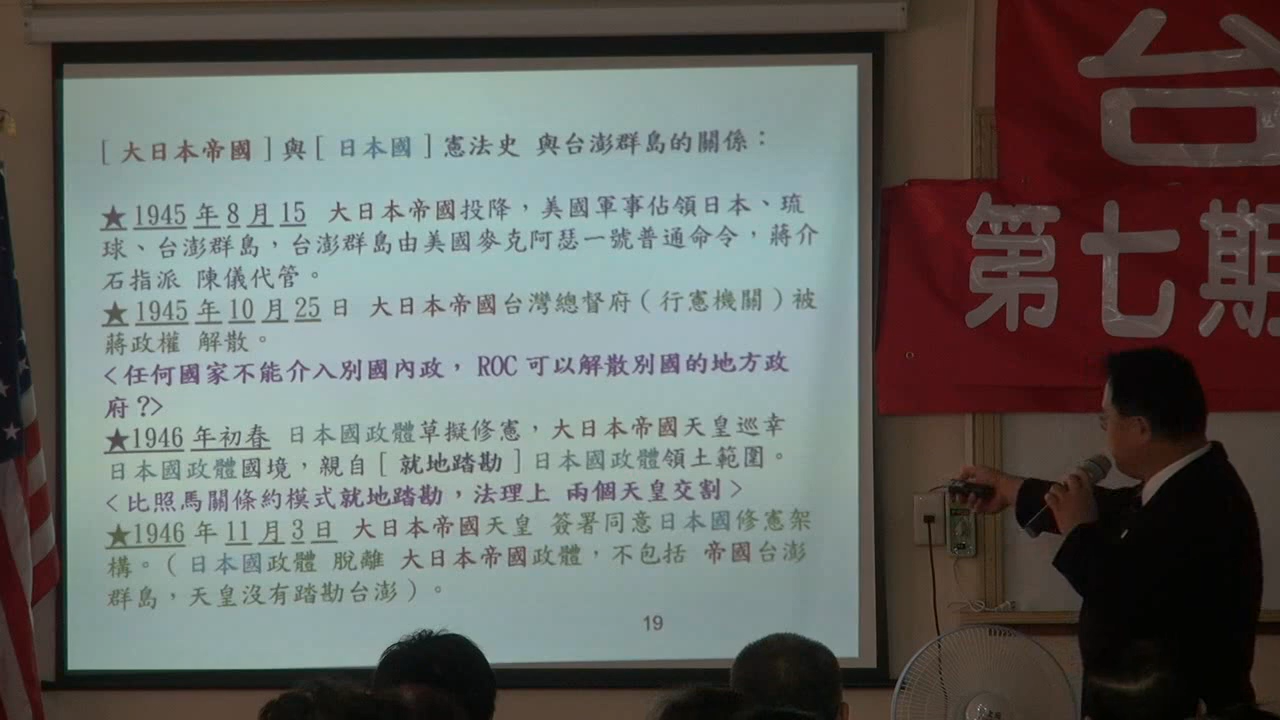 [ 大日本帝國 ] 與 [ 日本國 ] 憲法史 與台澎群島的關係：
★ 1945 年 8 月 15 大日本帝國投降，美國軍事佔領日本、琉
球、台澎群島，台澎群島由美國麥克阿瑟一號普通命令，蔣介
石指派 陳儀代管。
★ 1945 年 10 月 25 日 大日本帝國台灣總督府（行憲機關）被
蔣政權 解散。
<任何國家不能介入別國內政， ROC 可以解散別國的地方政
府?>
★1946 年初春 日本國政體草擬修憲，大日本帝國天皇巡幸
日本國政體國境，親自 [ 就地踏勘 ] 日本國政體領土範圍。
<比照馬關條約模式就地踏勘，法理上 兩個天皇交割>
★1946 年 11 月 3 日 大日本帝國天皇 簽署同意日本國修憲架
構。（日本國政體 脫離 大日本帝國政體，不包括 帝國台澎
群島，天皇沒有踏勘台澎）。
19
台
第七期